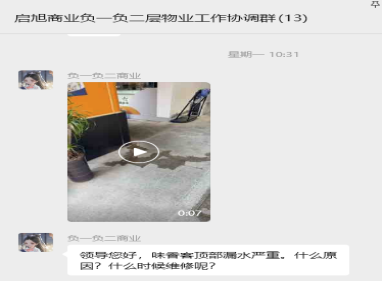 启旭商业负一负二层物业工作协调群(13)
星期一 10:31
负一负二商业
0:07
负一负二商业
领导您好，味香客顶部漏水严重。什么原
因？什么时候维修呢？